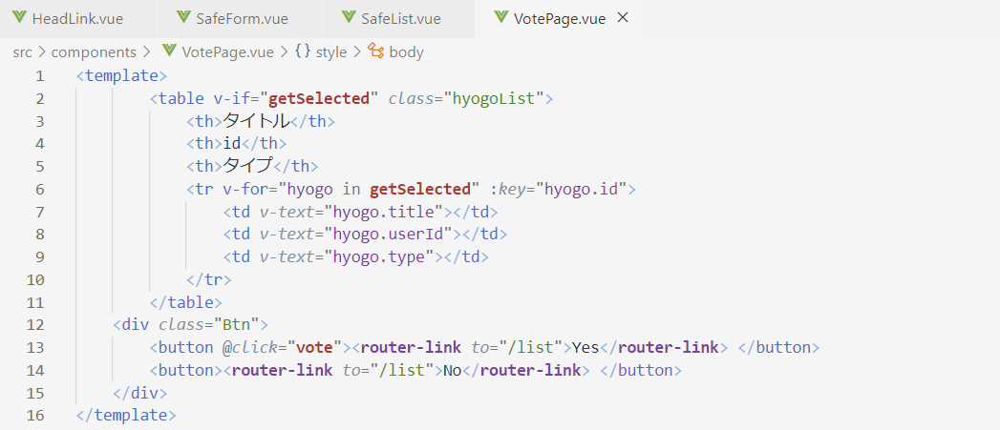 HeadLink.vue SafeForm.vue SafeList.vue VotePage.vue ×
src > components > VotePage.vue > {} style > body
1 <template>
2 <table v-if="getSelected" class="hyogoList">
3 <th>タイトル</th>
4 <th>id</th>
5 <th>タイプ</th>
6 <tr v-for="hyogo in getSelected" :key="hyogo.id">
7 <td v-text="hyogo.title"></td>
8 <td v-text="hyogo.userId"></td>
9 <td v-text="hyogo.type"></td>
10 </tr>
11 </table>
12 <div class="Btn">
13 <button @click="vote"><router-link to="/list">Yes</router-link> </button>
14 <button><router-link to="/list">No</router-link> </button>
15 </div>
16 </template>